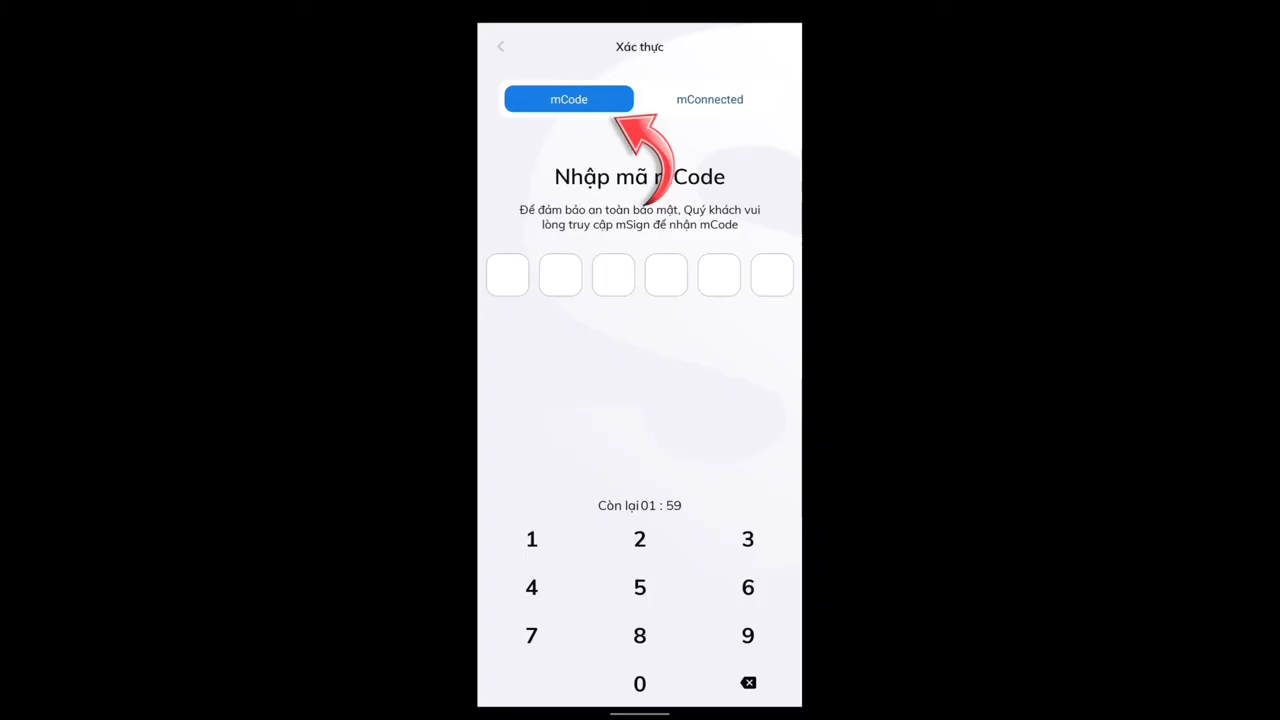 Xác thực
mCode mConnected
Nhập mã mCode
Để đảm bảo an toàn bảo mật, Quý khách vui
lòng truy cập mSign để nhận mCode
Còn lại 01 : 59
1 2 3
4 5 6
7 8 9
0